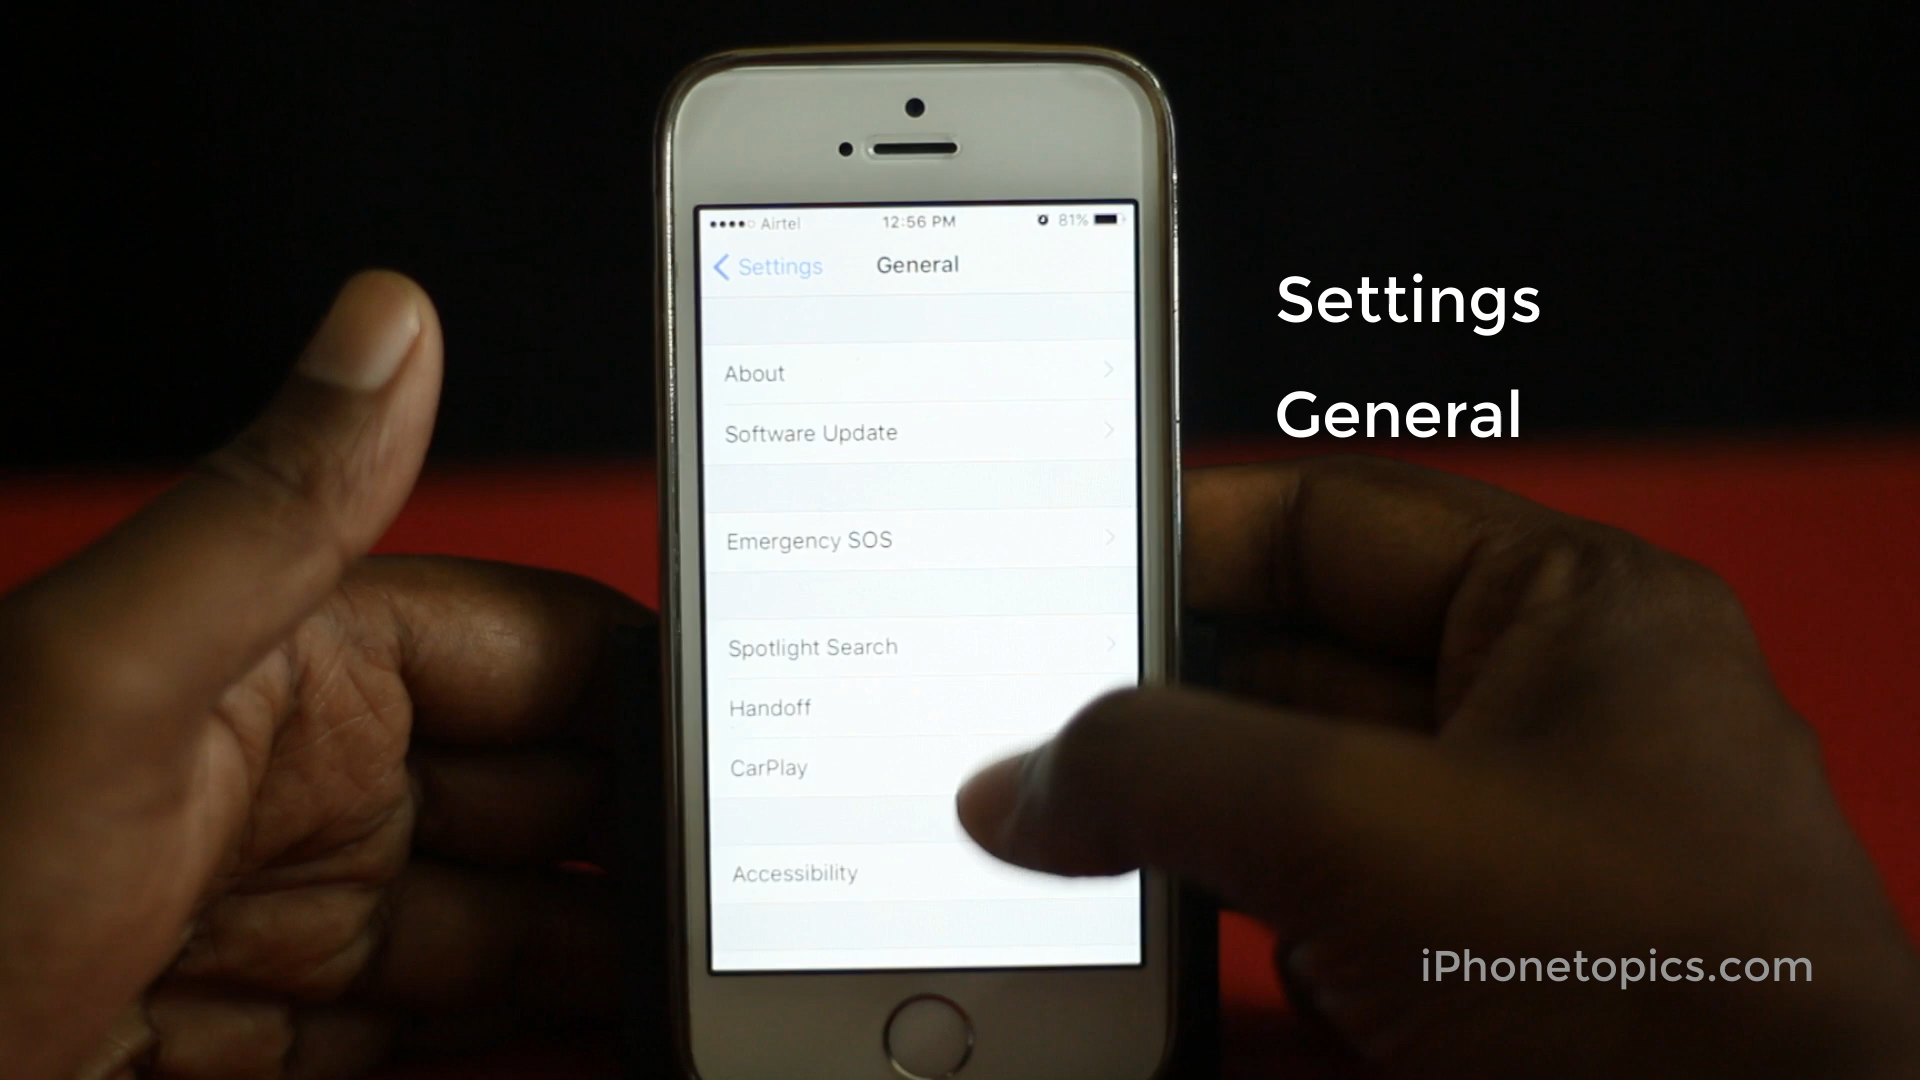 Airtel 12:56 PM 81%
Settings General
About
Software Update
Emergency SOS
Spotlight Search
Handoff
CarPlay
Accessibility
Settings
General
iPhonetopics.com